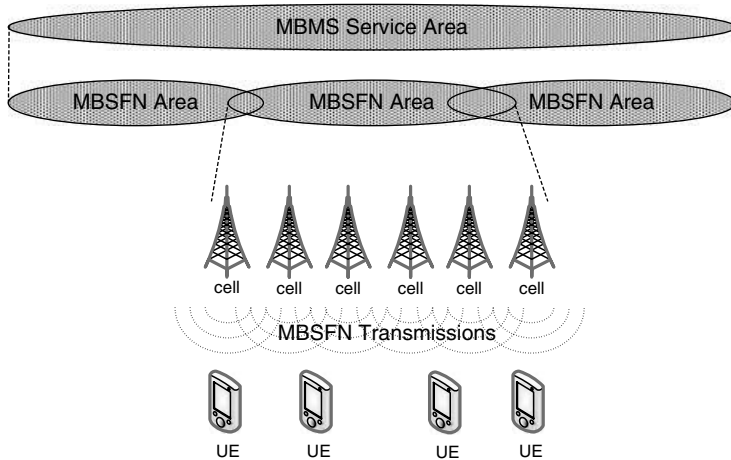 MBMS Service Area
MBSFN Area MBSFN Area MBSFN Area
cell cell cell cell cell cell
MBSFN Transmissions
UE UE UE UE